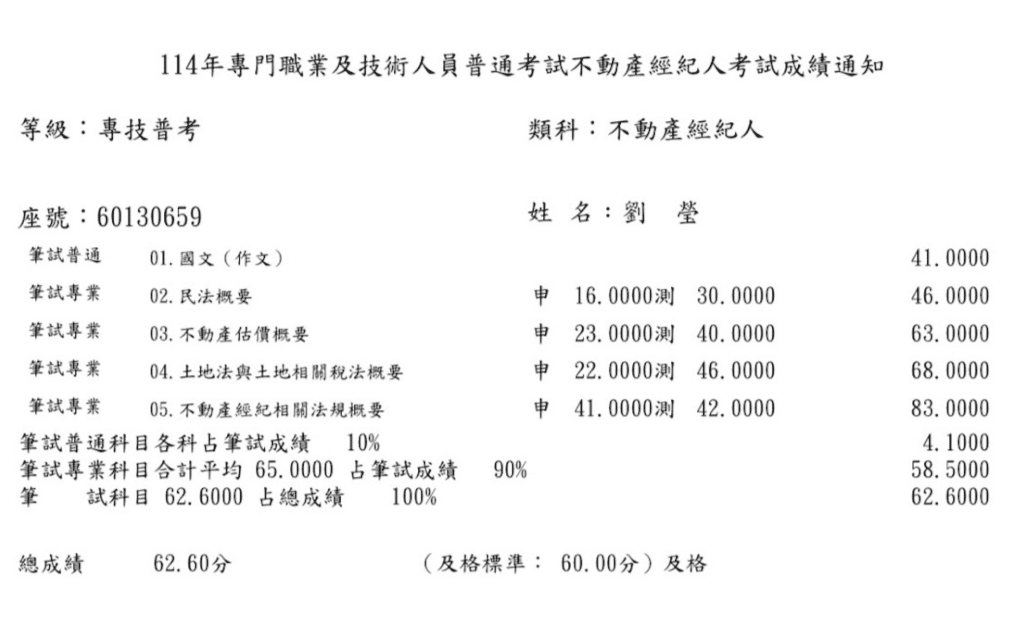 114年專門職業及技術人員普通考試不動產經紀人考試成績通知
等級：專技普考 類科：不動產經紀人
座號：60130659 姓 名：劉 瑩
筆試普通 01.國文（作文） 41.0000
筆試專業 02.民法概要 申 16.0000測 30.0000 46.0000
筆試專業 03.不動產估價概要 申 23.0000測 40.0000 63.0000
筆試專業 04.土地法與土地相關稅法概要 申 22.0000測 46.0000 68.0000
筆試專業 05.不動產經紀相關法規概要 申 41.0000測 42.0000 83.0000
筆試普通科目各科占筆試成績 10% 4.1000
筆試專業科目合計平均 65.0000 占筆試成績 90% 58.5000
筆 試科目 62.6000 占總成績 100% 62.6000
總成績 62.60分 （及格標準： 60.00分）及格